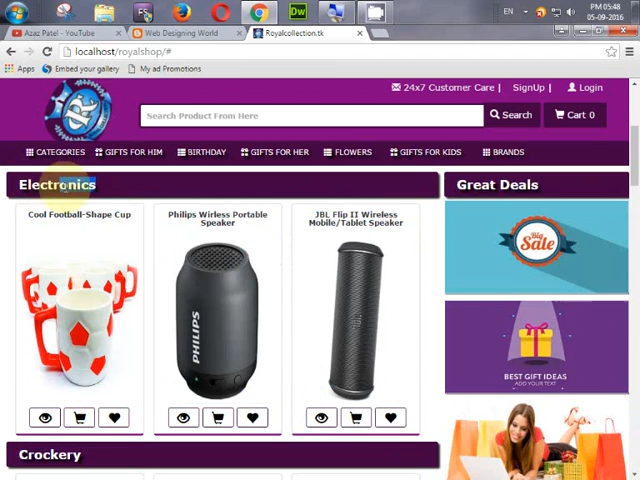 Dw
EN
PM 05:48
05-09-2016
Azaz Patel - YouTube
Web Designing World
Royalcollection.tk
localhost/royalshop/#
Apps
Embed your gallery
My ad Promotions
R
24x7 Customer Care |
SignUp |
Login
Search Product From Here
Search
Cart 0
CATEGORIES
GIFTS FOR HIM
BIRTHDAY
GIFTS FOR HER
FLOWERS
GIFTS FOR KIDS
BRANDS
Electronics
Great Deals
Cool Football-Shape Cup
Philips Wirless Portable
Speaker
JBL Flip II Wireless
Mobile/Tablet Speaker
PHILIPS
JBL
Big
Sale
BEST GIFT IDEAS
ADD YOUR TEXT
Crockery